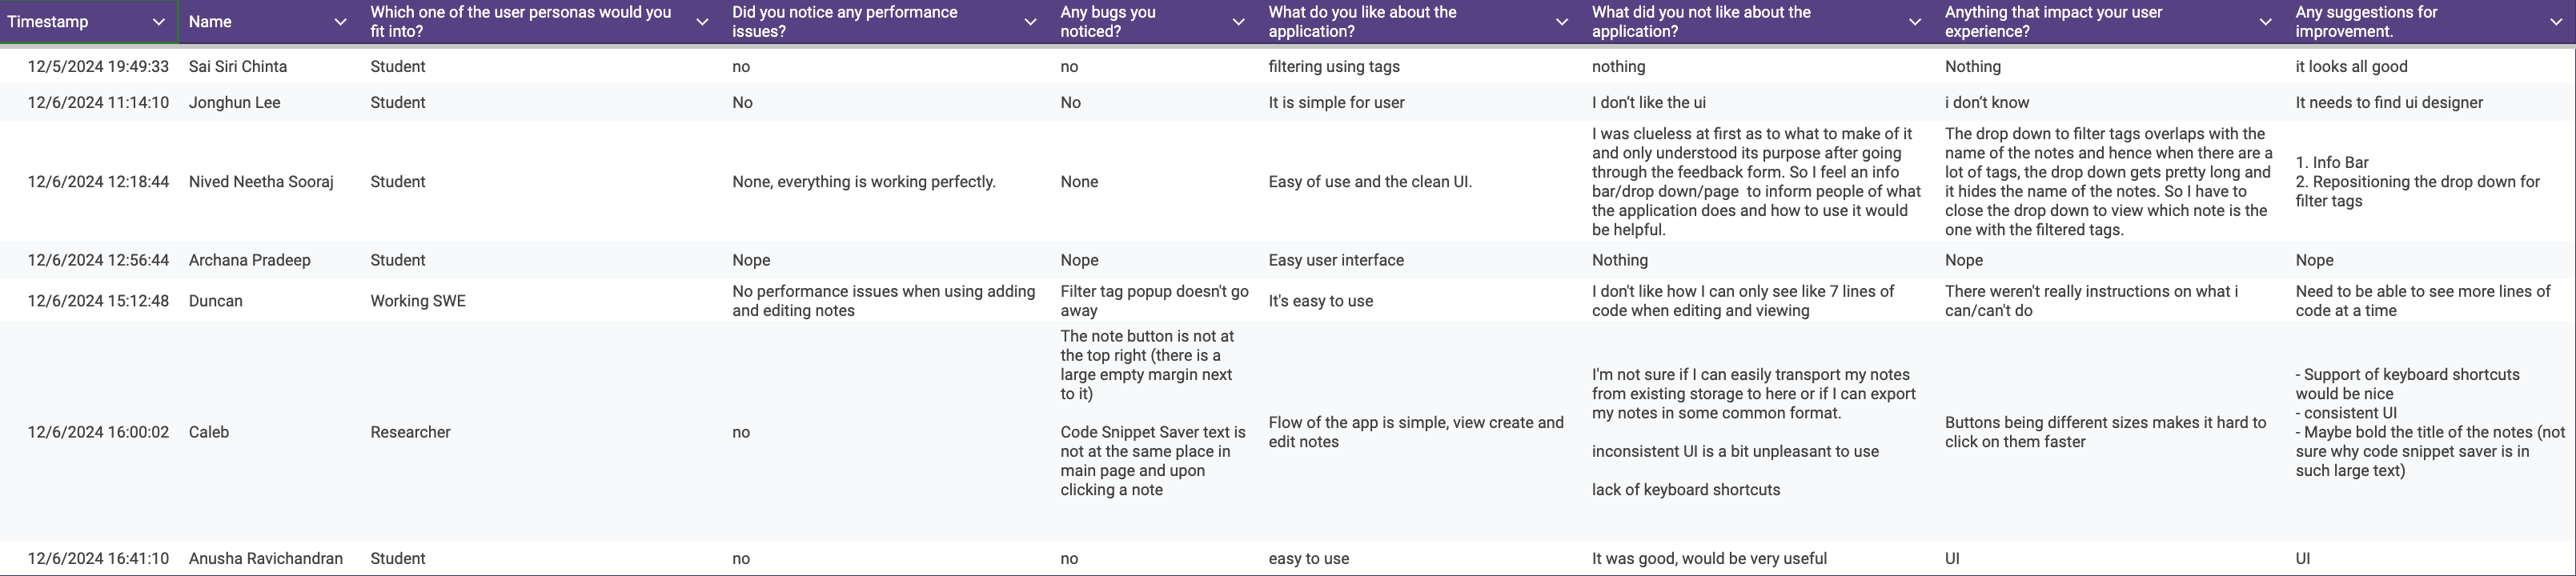 Timestamp
Name
Which one of the user personas would you
fit into?
Did you notice any performance
issues?
Any bugs you
noticed?
What do you like about the
application?
What did you not like about the
application?
Anything that impact your user
experience?
Any suggestions for
improvement.
12/5/2024 19:49:33
Sai Siri Chinta
Student
no
no
filtering using tags
nothing
Nothing
it looks all good
12/6/2024 11:14:10
Jonghun Lee
Student
No
No
It is simple for user
I don’t like the ui
i don’t know
It needs to find ui designer
12/6/2024 12:18:44
Nived Neetha Sooraj
Student
None, everything is working perfectly.
None
Easy of use and the clean UI.
I was clueless at first as to what to make of it
and only understood its purpose after going
through the feedback form. So I feel an info
bar/drop down/page  to inform people of what
the application does and how to use it would
be helpful.
The drop down to filter tags overlaps with the
name of the notes and hence when there are a
lot of tags, the drop down gets pretty long and
it hides the name of the notes. So I have to
close the drop down to view which note is the
one with the filtered tags.
1. Info Bar
2. Repositioning the drop down for
filter tags
12/6/2024 12:56:44
Archana Pradeep
Student
Nope
Nope
Easy user interface
Nothing
Nope
Nope
12/6/2024 15:12:48
Duncan
Working SWE
No performance issues when using adding
and editing notes
Filter tag popup doesn't go
away
It's easy to use
I don't like how I can only see like 7 lines of
code when editing and viewing
There weren't really instructions on what i
can/can't do
Need to be able to see more lines of
code at a time
12/6/2024 16:00:02
Caleb
Researcher
no
The note button is not at
the top right (there is a
large empty margin next
to it)
Code Snippet Saver text is
not at the same place in
main page and upon
clicking a note
Flow of the app is simple, view create and
edit notes
I'm not sure if I can easily transport my notes
from existing storage to here or if I can export
my notes in some common format.
inconsistent UI is a bit unpleasant to use
lack of keyboard shortcuts
Buttons being different sizes makes it hard to
click on them faster
- Support of keyboard shortcuts
would be nice
- consistent UI
- Maybe bold the title of the notes (not
sure why code snippet saver is in
such large text)
12/6/2024 16:41:10
Anusha Ravichandran
Student
no
no
easy to use
It was good, would be very useful
UI
UI